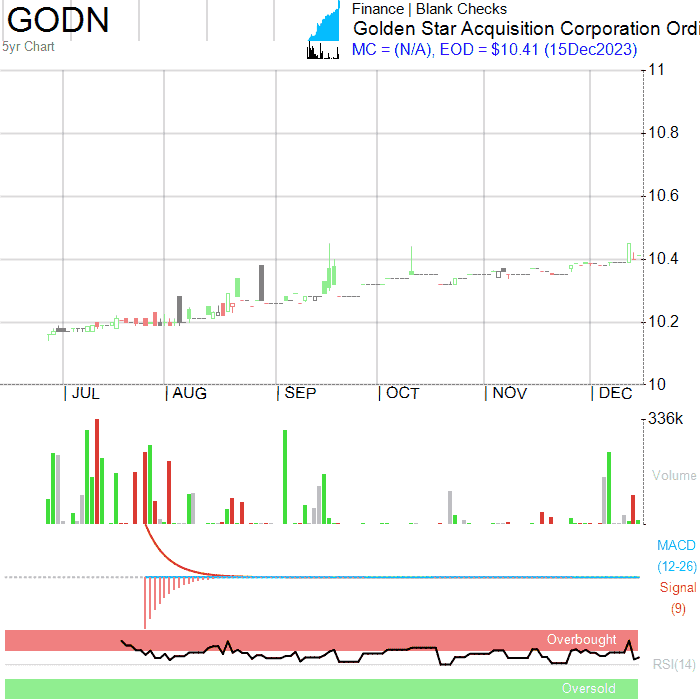 GODN
5yr Chart
Finance | Blank Checks
Golden Star Acquisition Corporation Ordi
MC = (N/A), EOD = $10.41 (15Dec2023)
11
10.8
10.6
10.4
10.2
10
| JUL | AUG | SEP | OCT | NOV | DEC
336k
Volume
MACD
(12-26)
Signal
(9)
Overbought
RSI(14)
Oversold